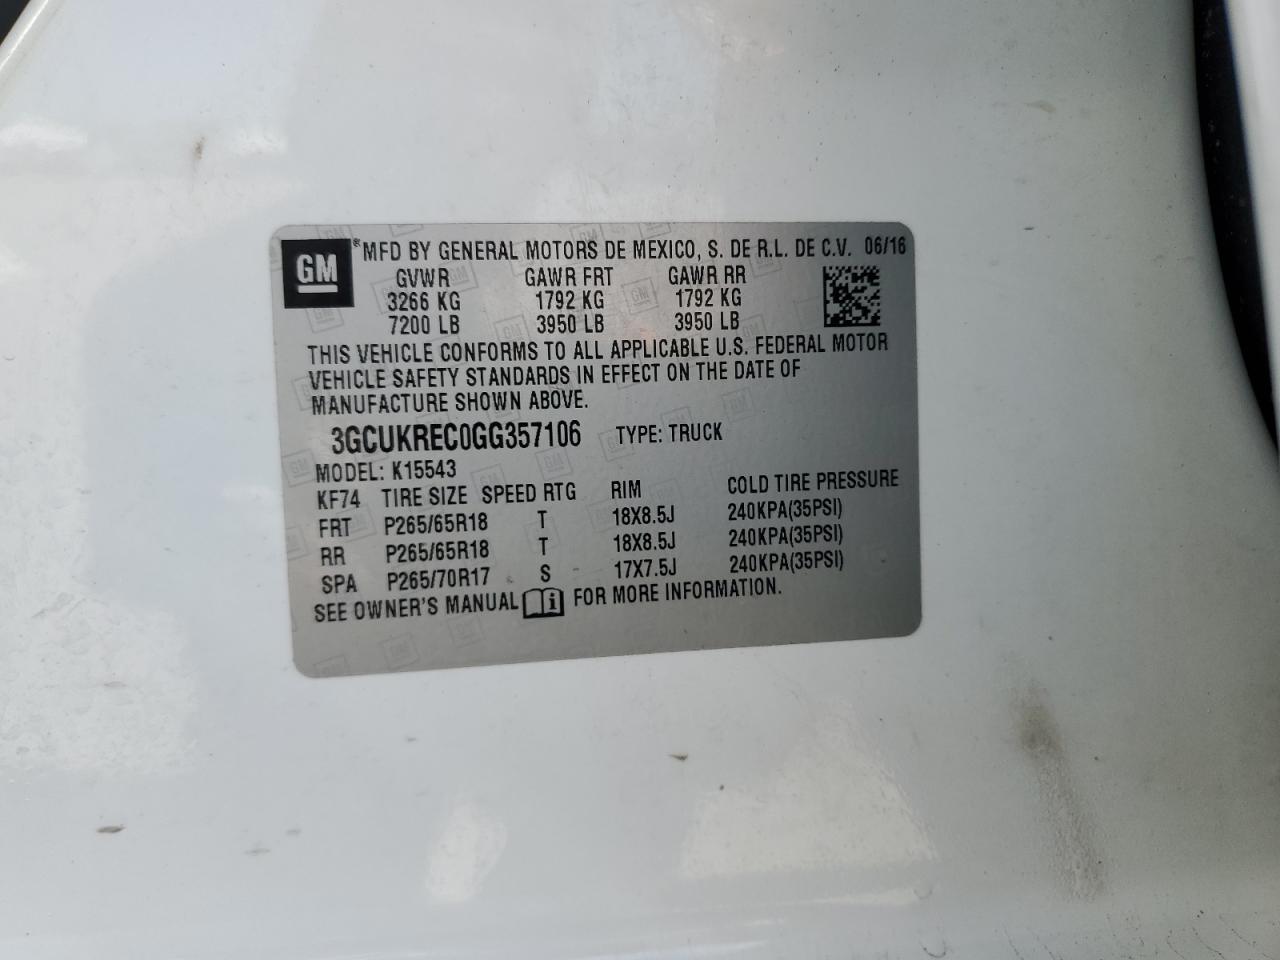 GM
®MFD BY GENERAL MOTORS DE MEXICO, S. DE R.L. DE C.V. 06/16
GVWR GAWR FRT GAWR RR
3266 KG 1792 KG 1792 KG
7200 LB 3950 LB 3950 LB
THIS VEHICLE CONFORMS TO ALL APPLICABLE U.S. FEDERAL MOTOR
VEHICLE SAFETY STANDARDS IN EFFECT ON THE DATE OF
MANUFACTURE SHOWN ABOVE.
3GCUKREC0GG357106 TYPE: TRUCK
MODEL: K15543
KF74 TIRE SIZE SPEED RTG RIM COLD TIRE PRESSURE
FRT P265/65R18 T 18X8.5J 240KPA(35PSI)
RR P265/65R18 T 18X8.5J 240KPA(35PSI)
SPA P265/70R17 S 17X7.5J 240KPA(35PSI)
SEE OWNER'S MANUAL i FOR MORE INFORMATION.